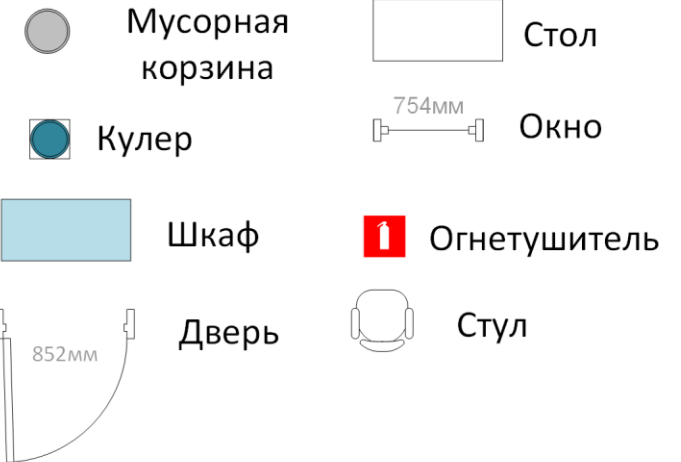 Мусорная
корзина
Стол
754мм
Кулер
Окно
Шкаф
Огнетушитель
Дверь
852мм
Стул